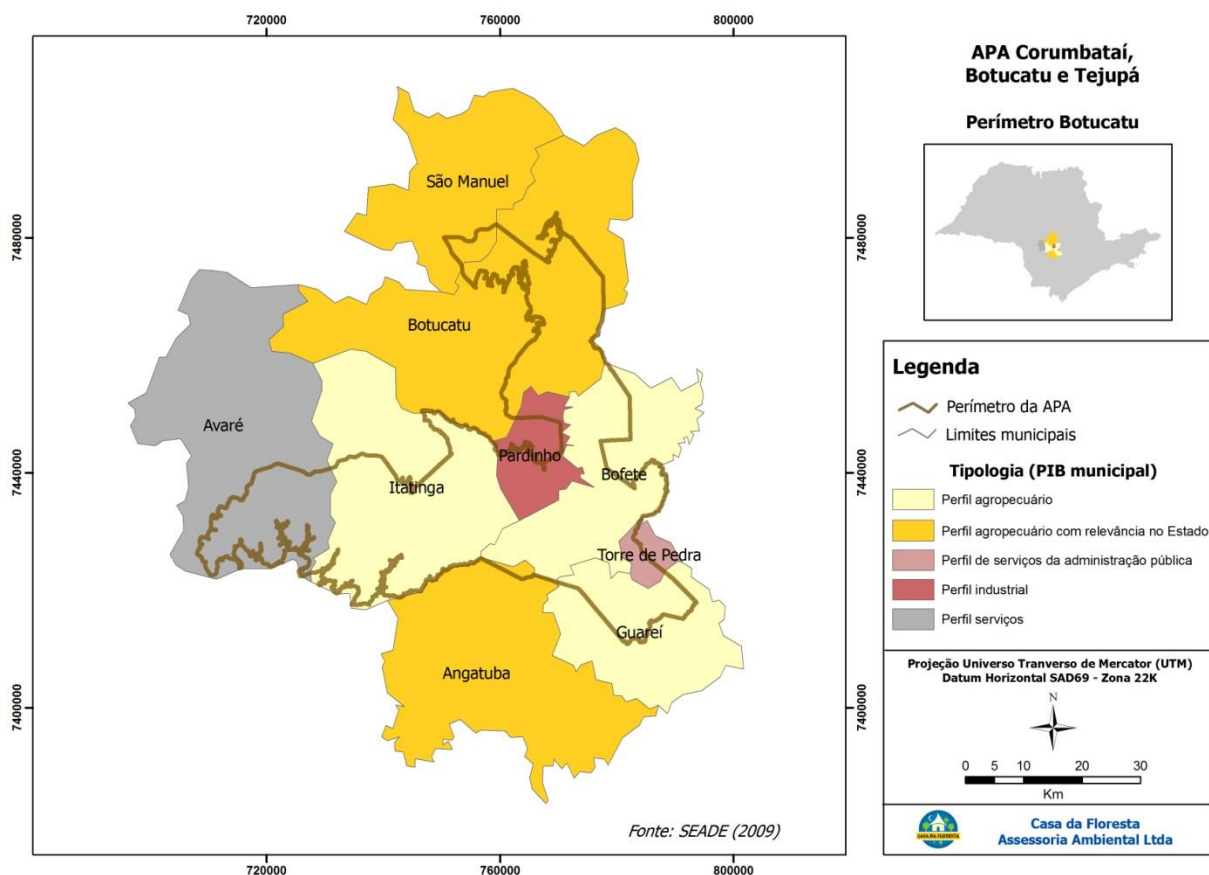 720000
760000
800000
7480000
7440000
7400000
São Manuel
Botucatu
Avaré
Pardinho
Bofete
Itatinga
Torre de Pedra
Guareí
Angatuba
Fonte: SEADE (2009)
7480000
7440000
7400000
720000
760000
800000
APA Corumbataí,
Botucatu e Tejupá
Perímetro Botucatu
Legenda
Perímetro da APA
Limites municipais
Tipologia (PIB municipal)
Perfil agropecuário
Perfil agropecuário com relevância no Estado
Perfil de serviços da administração pública
Perfil industrial
Perfil serviços
Projeção Universo Tranverso de Mercator (UTM)
Datum Horizontal SAD69 - Zona 22K
N
0 5 10 20 30
Km
CASA DA FLORESTA
Casa da Floresta
Assessoria Ambiental Ltda